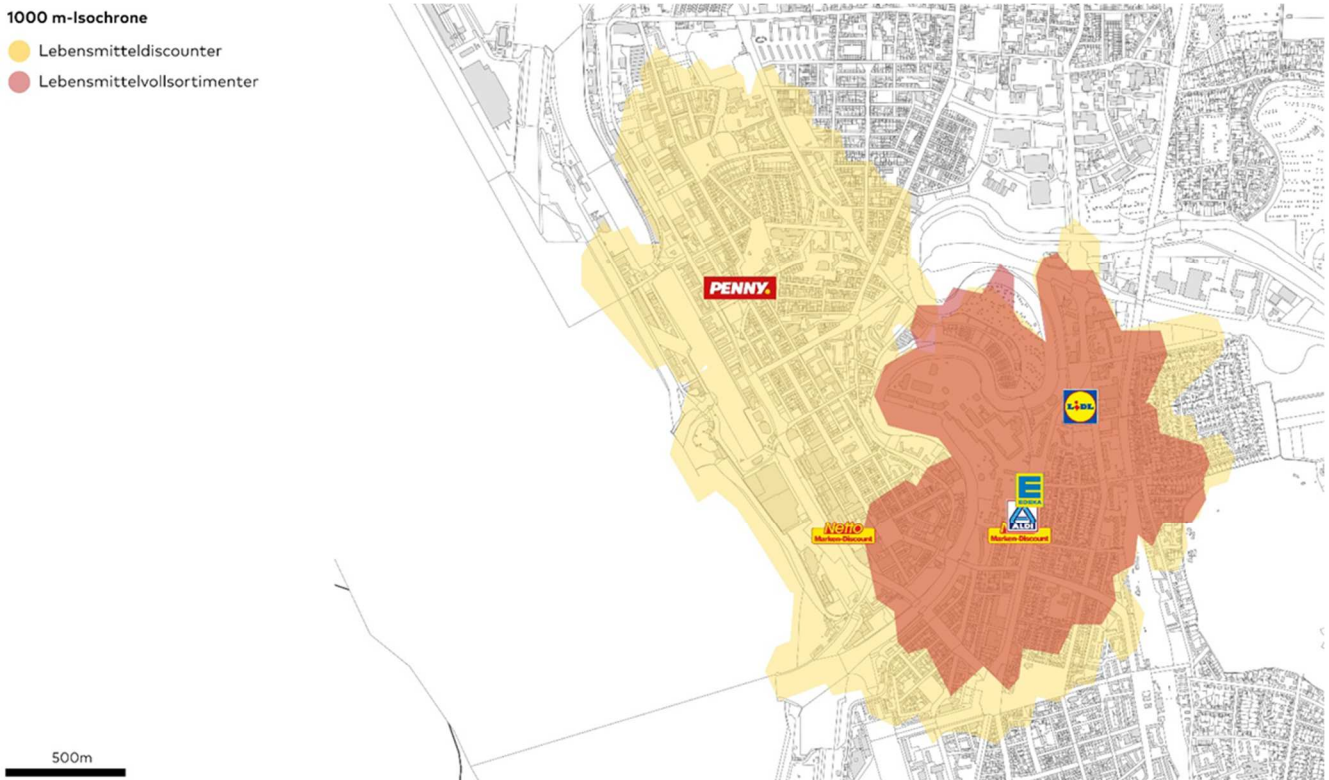 1000 m-Isochrone
Lebensmitteldiscounter
Lebensmittelvollsortimenter
PENNY.
LiDL
E
EDEKA
ALDI
Netto
Marken-Discount
N
Marken-Discount
500m